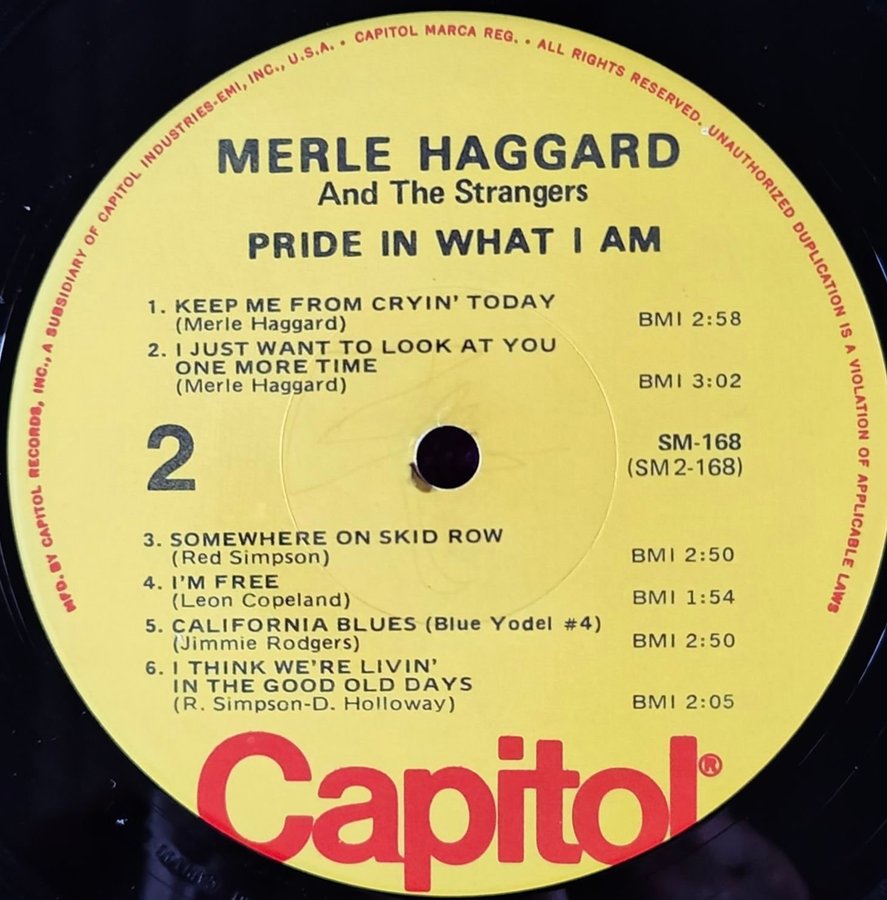 MFD. BY CAPITOL RECORDS, INC., A SUBSIDIARY OF CAPITOL INDUSTRIES-EMI, INC., U.S.A. • CAPITOL MARCA REG. • ALL RIGHTS RESERVED. UNAUTHORIZED DUPLICATION IS A VIOLATION OF APPLICABLE LAWS
MERLE HAGGARD
And The Strangers
PRIDE IN WHAT I AM
1. KEEP ME FROM CRYIN' TODAY
(Merle Haggard) BMI 2:58
2. I JUST WANT TO LOOK AT YOU
ONE MORE TIME
(Merle Haggard) BMI 3:02
2
SM-168
(SM2-168)
3. SOMEWHERE ON SKID ROW
(Red Simpson) BMI 2:50
4. I'M FREE
(Leon Copeland) BMI 1:54
5. CALIFORNIA BLUES (Blue Yodel #4)
(Jimmie Rodgers) BMI 2:50
6. I THINK WE'RE LIVIN'
IN THE GOOD OLD DAYS
(R. Simpson-D. Holloway) BMI 2:05
Capitol®